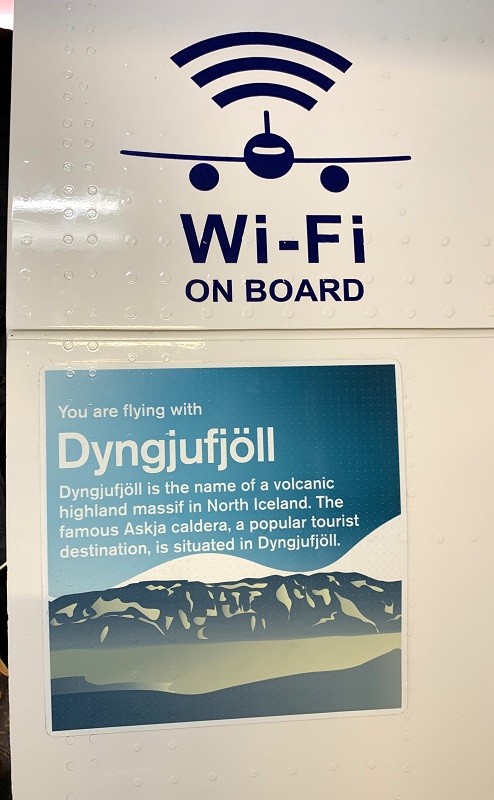 Wi-Fi
ON BOARD
You are flying with
Dyngjufjöll
Dyngjufjöll is the name of a volcanic
highland massif in North Iceland. The
famous Askja caldera, a popular tourist
destination, is situated in Dyngjufjöll.